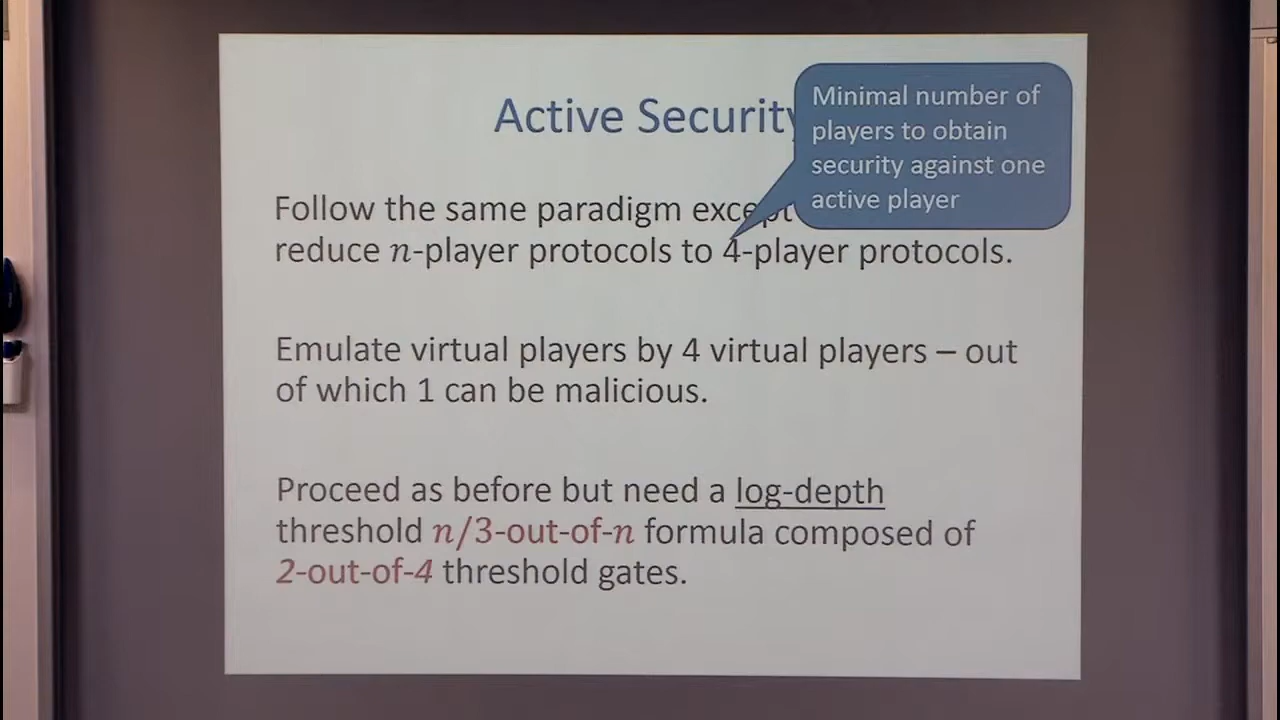 Active Security
Minimal number of
players to obtain
security against one
active player
Follow the same paradigm except
reduce n-player protocols to 4-player protocols.
Emulate virtual players by 4 virtual players – out
of which 1 can be malicious.
Proceed as before but need a log-depth
threshold n/3-out-of-n formula composed of
2-out-of-4 threshold gates.